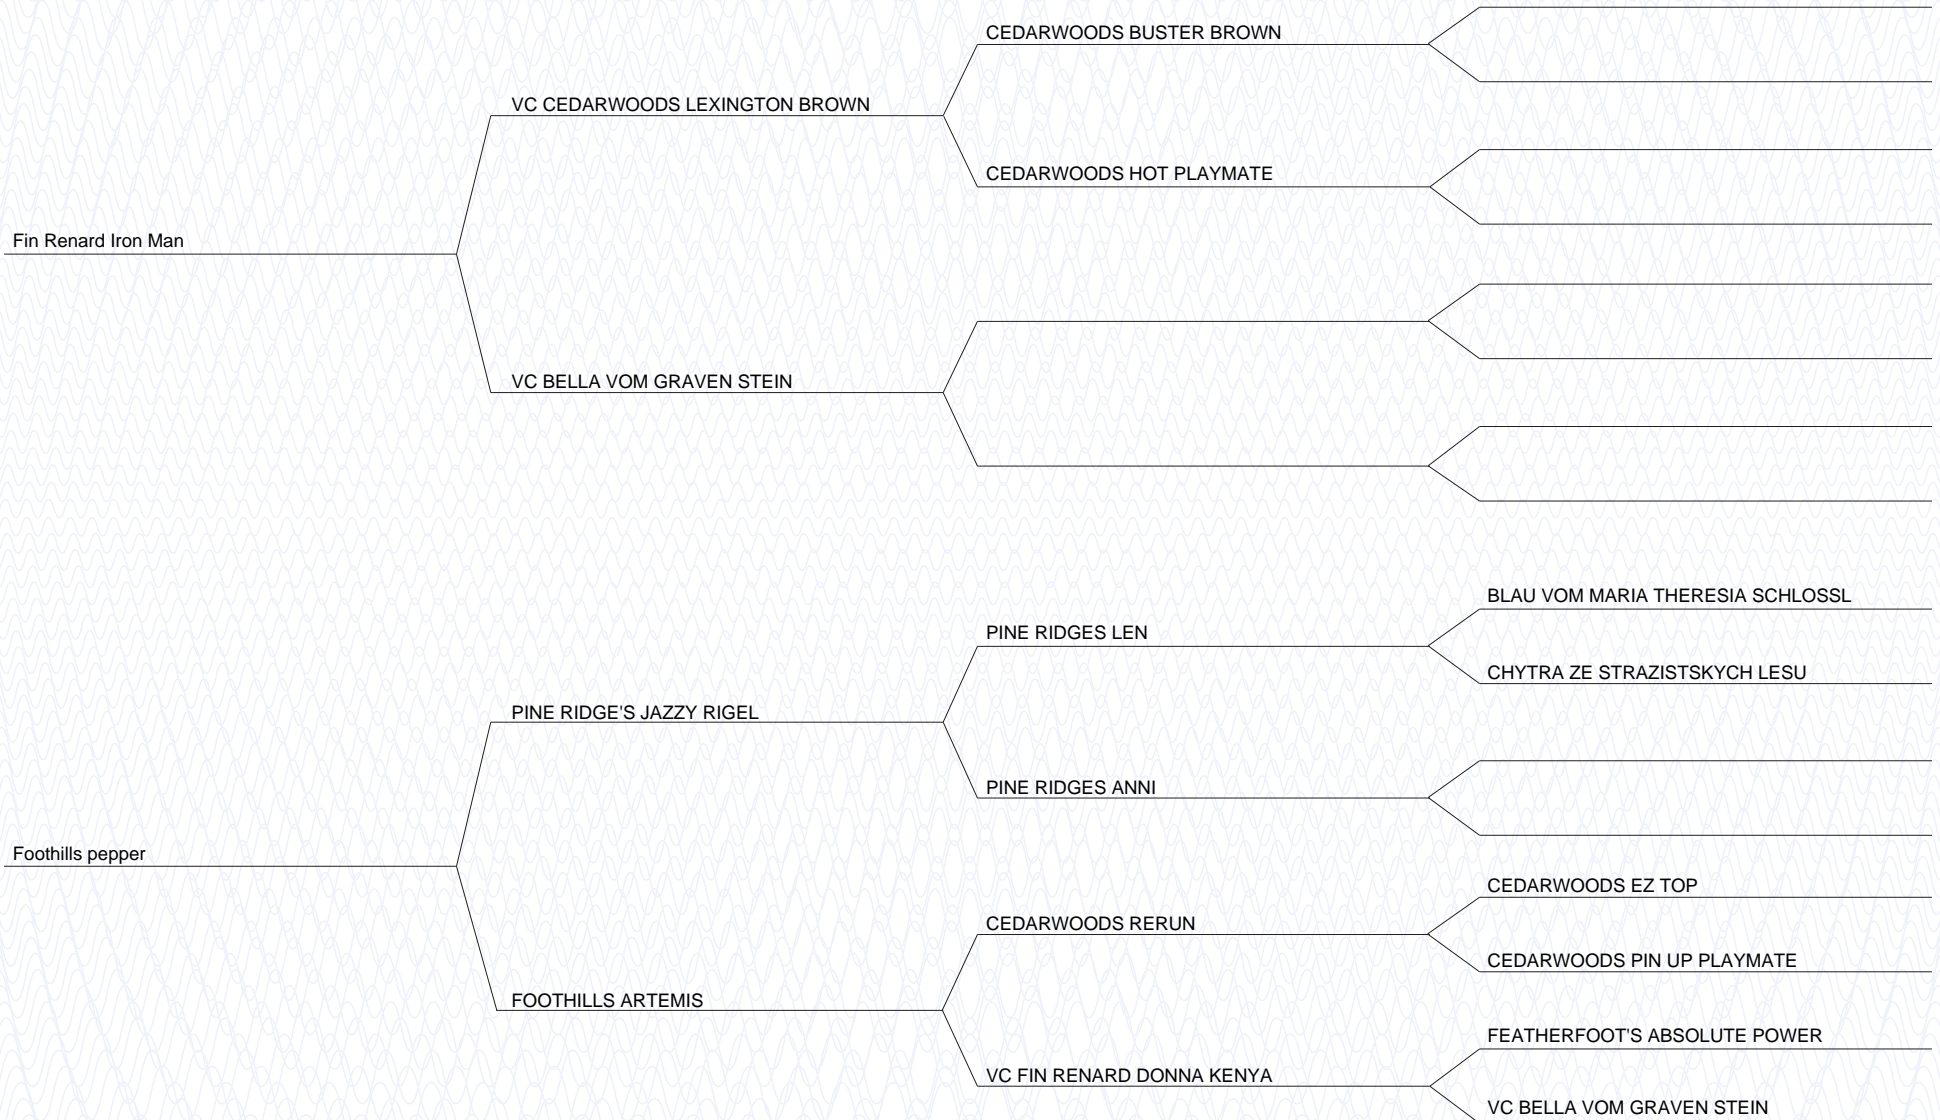 CEDARWOODS BUSTER BROWN
VC CEDARWOODS LEXINGTON BROWN
CEDARWOODS HOT PLAYMATE
Fin Renard Iron Man
VC BELLA VOM GRAVEN STEIN
BLAU VOM MARIA THERESIA SCHLOSSL
PINE RIDGES LEN
CHYTRA ZE STRAZISTSKYCH LESU
PINE RIDGE'S JAZZY RIGEL
PINE RIDGES ANNI
Foothills pepper
CEDARWOODS EZ TOP
CEDARWOODS RERUN
CEDARWOODS PIN UP PLAYMATE
FOOTHILLS ARTEMIS
FEATHERFOOT'S ABSOLUTE POWER
VC FIN RENARD DONNA KENYA
VC BELLA VOM GRAVEN STEIN